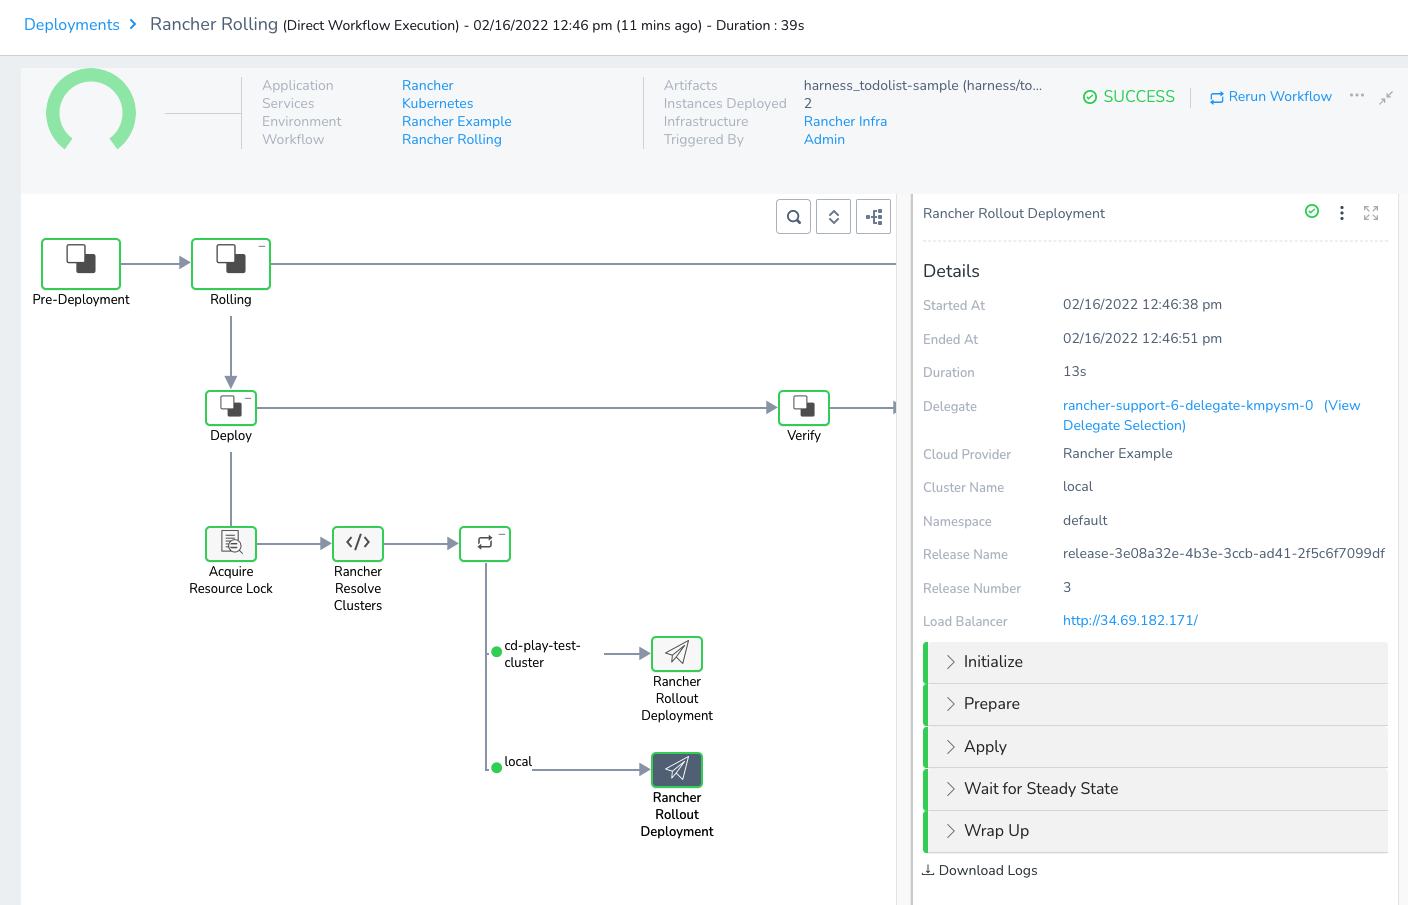 Deployments > Rancher Rolling (Direct Workflow Execution) - 02/16/2022 12:46 pm (11 mins ago) - Duration : 39s
Application Rancher
Services Kubernetes
Environment Rancher Example
Workflow Rancher Rolling
Artifacts harness_todolist-sample (harness/to...
Instances Deployed 2
Infrastructure Rancher Infra
Triggered By Admin
SUCCESS
Rerun Workflow
Pre-Deployment
Rolling
Deploy
Verify
Acquire
Resource Lock
Rancher
Resolve
Clusters
cd-play-test-
cluster
Rancher
Rollout
Deployment
local
Rancher
Rollout
Deployment
Rancher Rollout Deployment
Details
Started At 02/16/2022 12:46:38 pm
Ended At 02/16/2022 12:46:51 pm
Duration 13s
Delegate rancher-support-6-delegate-kmpysm-0 (View
Delegate Selection)
Cloud Provider Rancher Example
Cluster Name local
Namespace default
Release Name release-3e08a32e-4b3e-3ccb-ad41-2f5c6f7099df
Release Number 3
Load Balancer http://34.69.182.171/
Initialize
Prepare
Apply
Wait for Steady State
Wrap Up
Download Logs